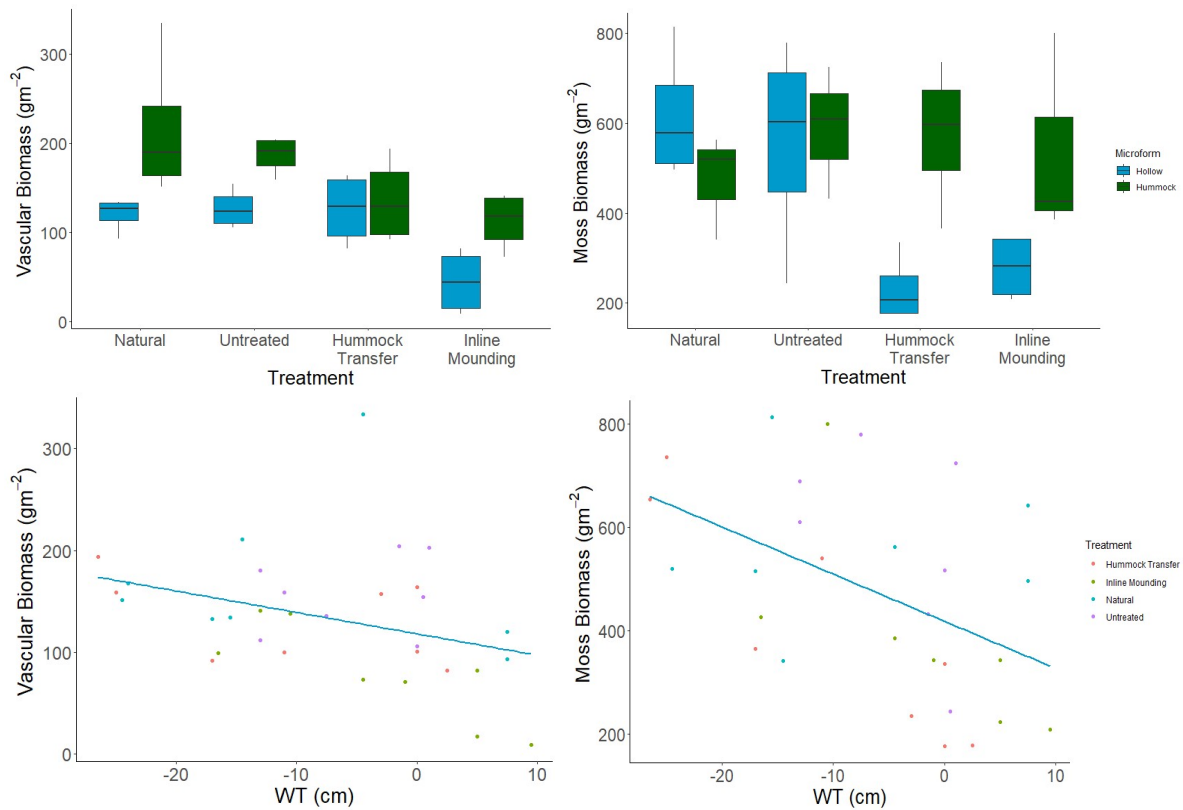 Vascular Biomass (gm⁻²)
300
200
100
0
Natural
Untreated
Hummock
Transfer
Inline
Mounding
Treatment
Moss Biomass (gm⁻²)
800
600
400
200
Natural
Untreated
Hummock
Transfer
Inline
Mounding
Treatment
Microform
Hollow
Hummock
Vascular Biomass (gm⁻²)
300
200
100
0
-20
-10
0
10
WT (cm)
Moss Biomass (gm⁻²)
800
600
400
200
-20
-10
0
10
WT (cm)
Treatment
Hummock Transfer
Inline Mounding
Natural
Untreated